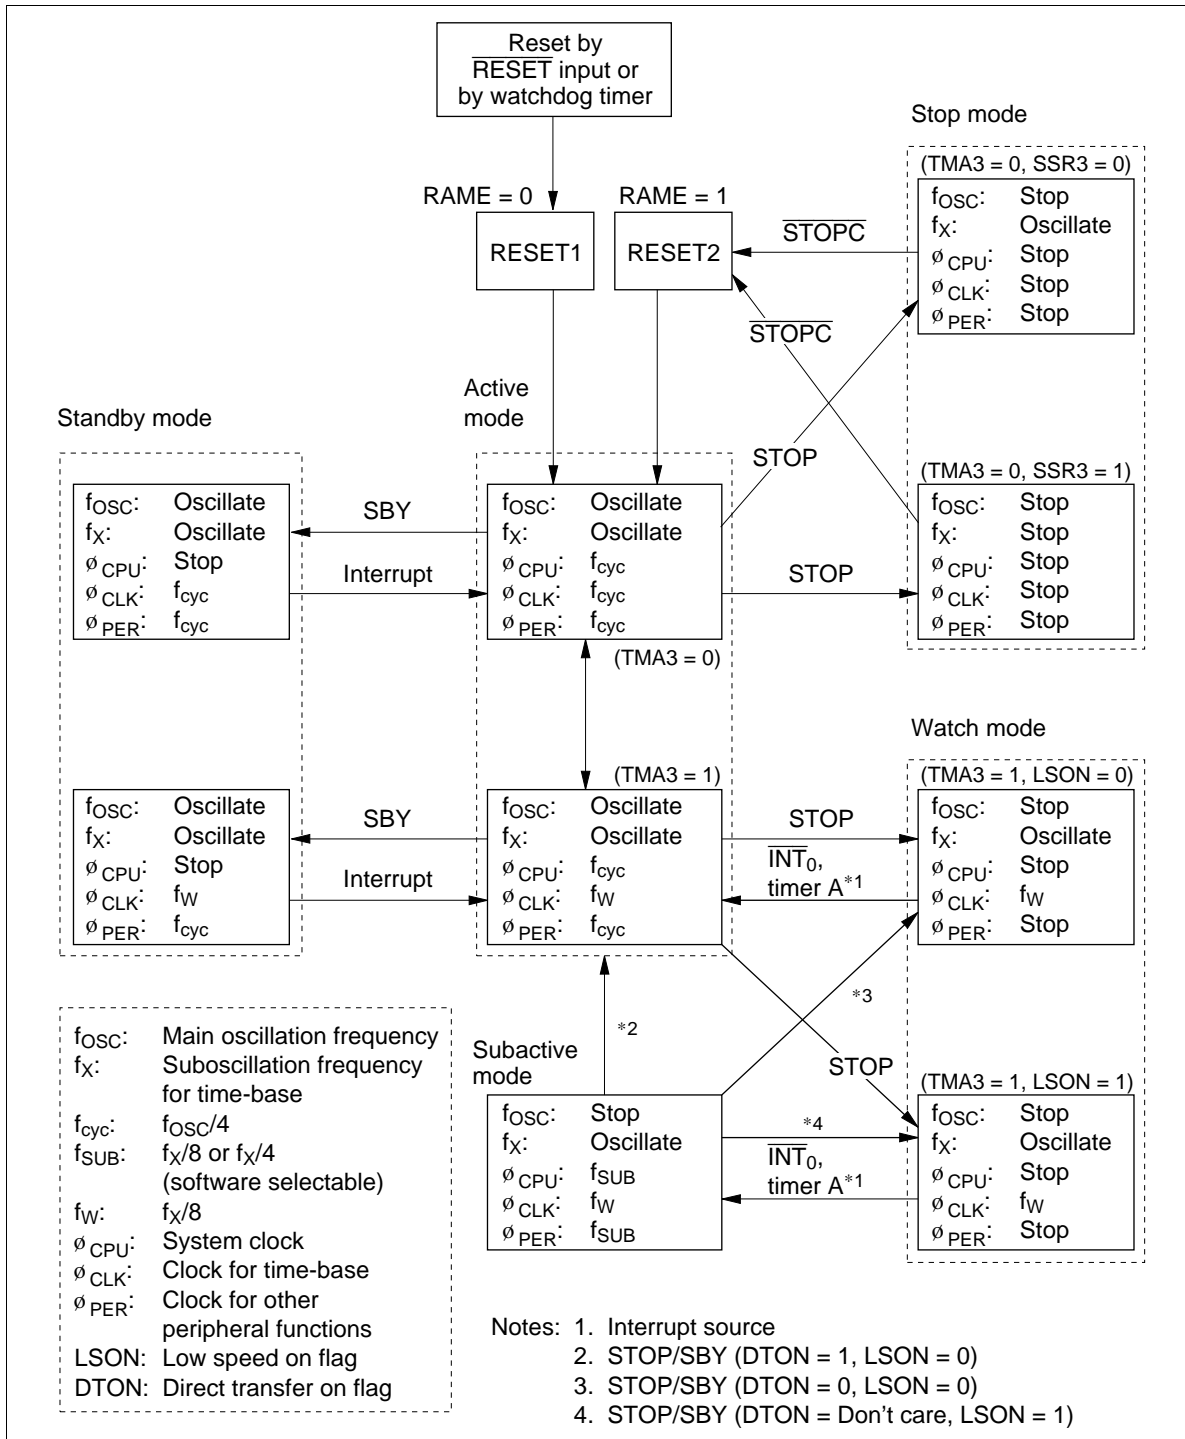 Reset by
RESET input or
by watchdog timer
Stop mode
(TMA3 = 0, SSR3 = 0)
RAME = 0
RAME = 1
RESET1
RESET2
STOPC
fOSC: Stop
fX: Oscillate
øCPU: Stop
øCLK: Stop
øPER: Stop
STOPC
Active
mode
Standby mode
STOP
(TMA3 = 0, SSR3 = 1)
fOSC: Oscillate
fX: Oscillate
øCPU: Stop
øCLK: fcyc
øPER: fcyc
SBY
Interrupt
fOSC: Oscillate
fX: Oscillate
øCPU: fcyc
øCLK: fcyc
øPER: fcyc
(TMA3 = 0)
STOP
fOSC: Stop
fX: Stop
øCPU: Stop
øCLK: Stop
øPER: Stop
Watch mode
(TMA3 = 1)
(TMA3 = 1, LSON = 0)
fOSC: Oscillate
fX: Oscillate
øCPU: Stop
øCLK: fW
øPER: fcyc
SBY
Interrupt
fOSC: Oscillate
fX: Oscillate
øCPU: fcyc
øCLK: fW
øPER: fcyc
STOP
INT0,
timer A*1
fOSC: Stop
fX: Oscillate
øCPU: Stop
øCLK: fW
øPER: Stop
*2
*3
STOP
Subactive
mode
(TMA3 = 1, LSON = 1)
fOSC: Stop
fX: Oscillate
øCPU: fSUB
øCLK: fW
øPER: fSUB
*4
INT0,
timer A*1
fOSC: Stop
fX: Oscillate
øCPU: Stop
øCLK: fW
øPER: Stop
fOSC: Main oscillation frequency
fX: Suboscillation frequency
for time-base
fcyc: fOSC/4
fSUB: fX/8 or fX/4
(software selectable)
fW: fX/8
øCPU: System clock
øCLK: Clock for time-base
øPER: Clock for other
peripheral functions
LSON: Low speed on flag
DTON: Direct transfer on flag
Notes: 1. Interrupt source
2. STOP/SBY (DTON = 1, LSON = 0)
3. STOP/SBY (DTON = 0, LSON = 0)
4. STOP/SBY (DTON = Don't care, LSON = 1)